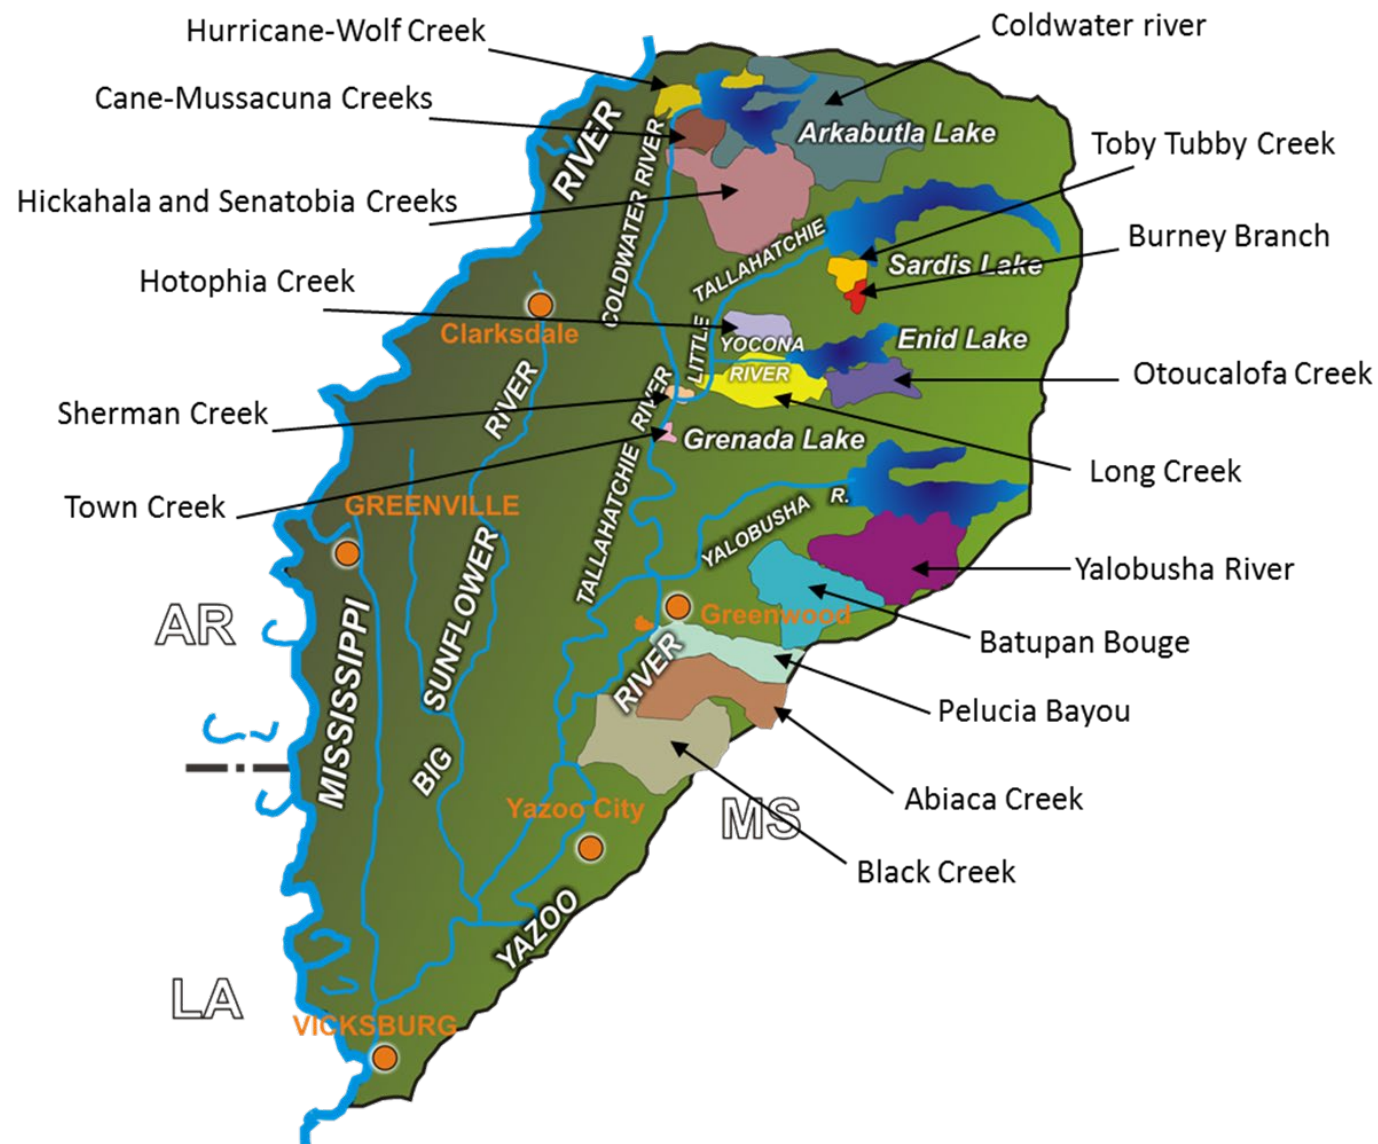 Hurricane-Wolf Creek
Coldwater river
Cane-Mussacuna Creeks
Arkabutla Lake
Toby Tubby Creek
RIVER
COLDWATER RIVER
Hickahala and Senatobia Creeks
Burney Branch
Sardis Lake
LITTLE TALLAHATCHIE
Hotophia Creek
Clarksdale
YOCONA
RIVER
Enid Lake
Otoucalofa Creek
Sherman Creek
RIVER
TALLAHATCHIE RIVER
Grenada Lake
Long Creek
Town Creek
GREENVILLE
YALOBUSHA R.
Yalobusha River
AR
Greenwood
Batupan Bouge
MISSISSIPPI
BIG SUNFLOWER
RIVER
Pelucia Bayou
Abiaca Creek
Yazoo City
MS
Black Creek
YAZOO
LA
VICKSBURG